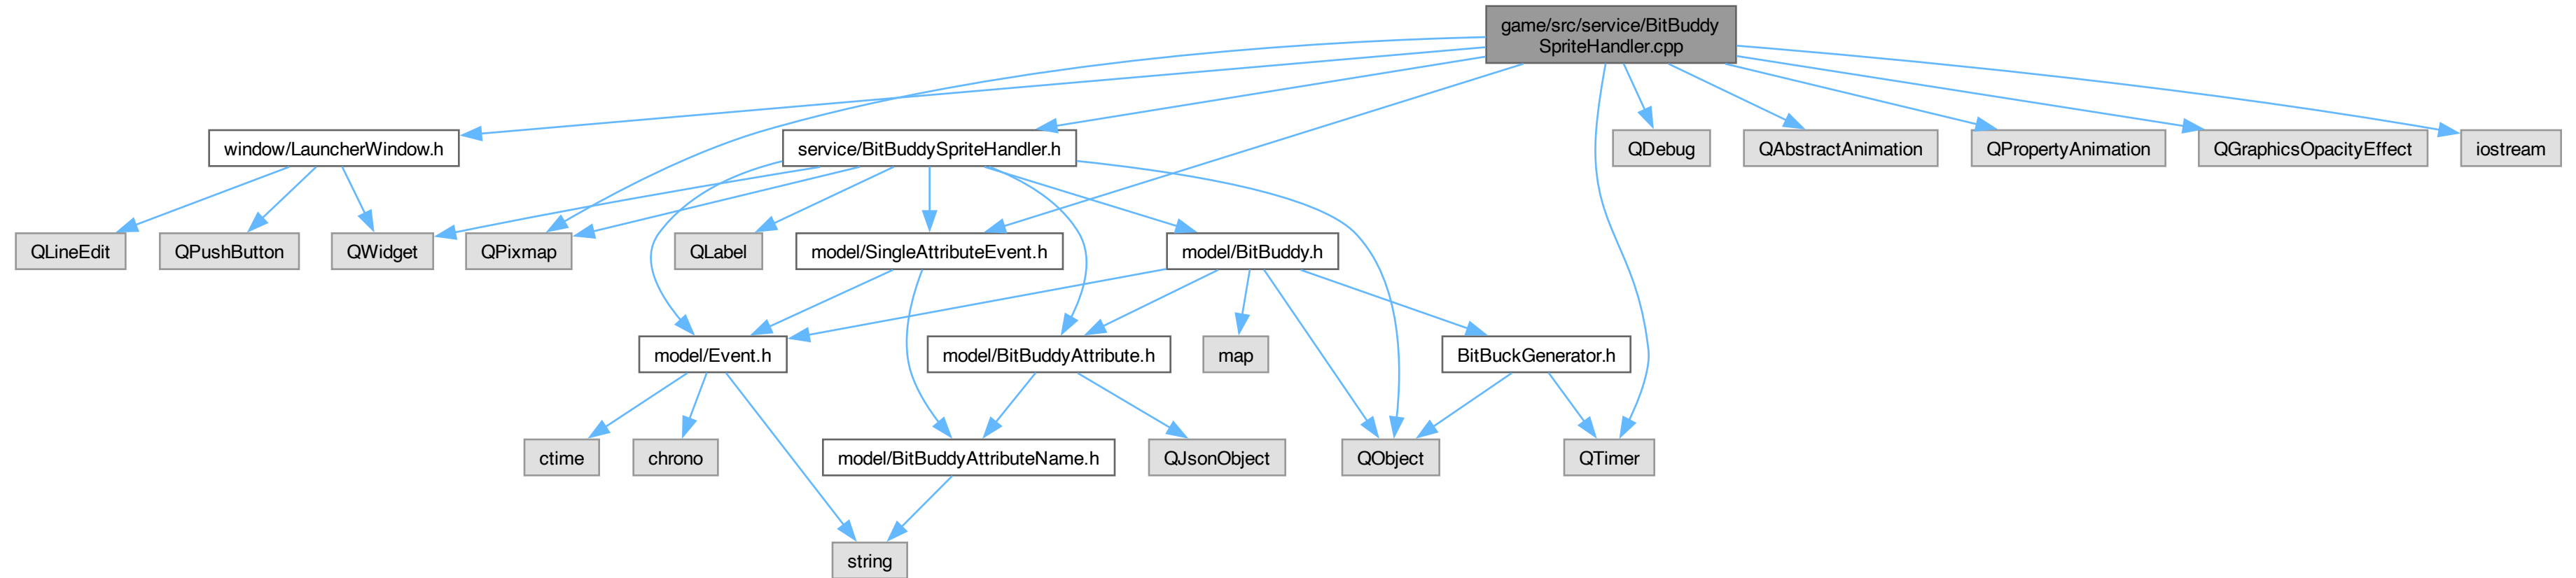 game/src/service/BitBuddy
SpriteHandler.cpp
window/LauncherWindow.h
service/BitBuddySpriteHandler.h
QDebug
QAbstractAnimation
QPropertyAnimation
QGraphicsOpacityEffect
iostream
QLineEdit
QPushButton
QWidget
QPixmap
QLabel
model/SingleAttributeEvent.h
model/BitBuddy.h
model/Event.h
model/BitBuddyAttribute.h
map
BitBuckGenerator.h
ctime
chrono
model/BitBuddyAttributeName.h
QJsonObject
QObject
QTimer
string